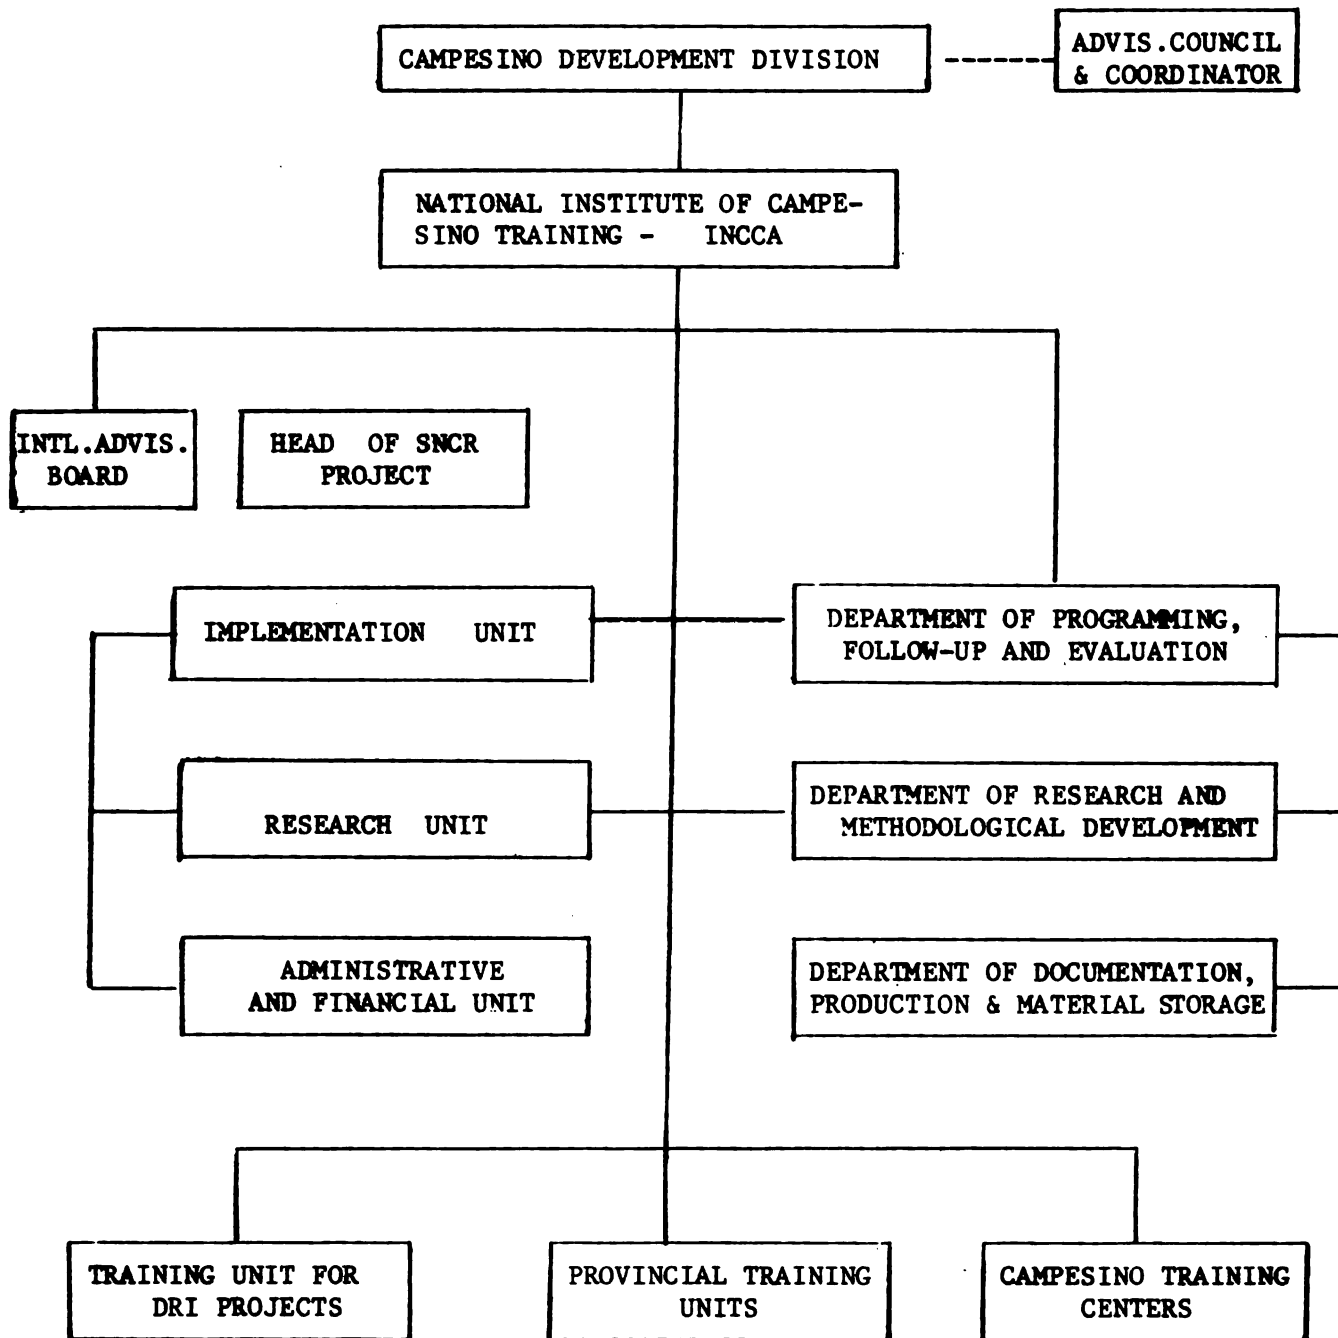 CAMPESINO DEVELOPMENT DIVISION
ADVIS.COUNCIL
& COORDINATOR
NATIONAL INSTITUTE OF CAMPE-
SINO TRAINING - INCCA
INTL.ADVIS.
BOARD
HEAD OF SNCR
PROJECT
IMPLEMENTATION UNIT
DEPARTMENT OF PROGRAMMING,
FOLLOW-UP AND EVALUATION
RESEARCH UNIT
DEPARTMENT OF RESEARCH AND
METHODOLOGICAL DEVELOPMENT
ADMINISTRATIVE
AND FINANCIAL UNIT
DEPARTMENT OF DOCUMENTATION,
PRODUCTION & MATERIAL STORAGE
TRAINING UNIT FOR
DRI PROJECTS
PROVINCIAL TRAINING
UNITS
CAMPESINO TRAINING
CENTERS